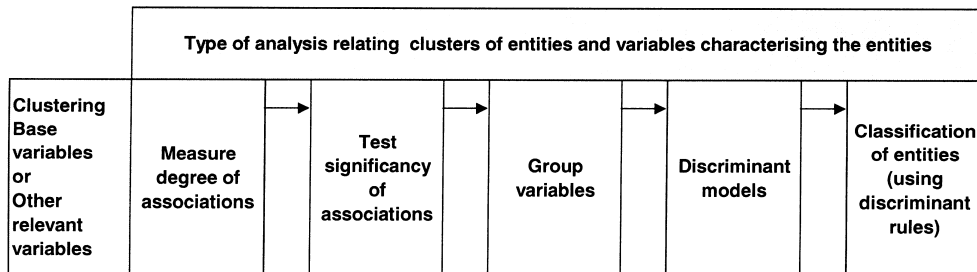 Type of analysis relating clusters of entities and variables characterising the entities
Clustering
Base
variables
or
Other
relevant
variables
Measure
degree of
associations
Test
significancy
of
associations
Group
variables
Discriminant
models
Classification
of entities
(using
discriminant
rules)